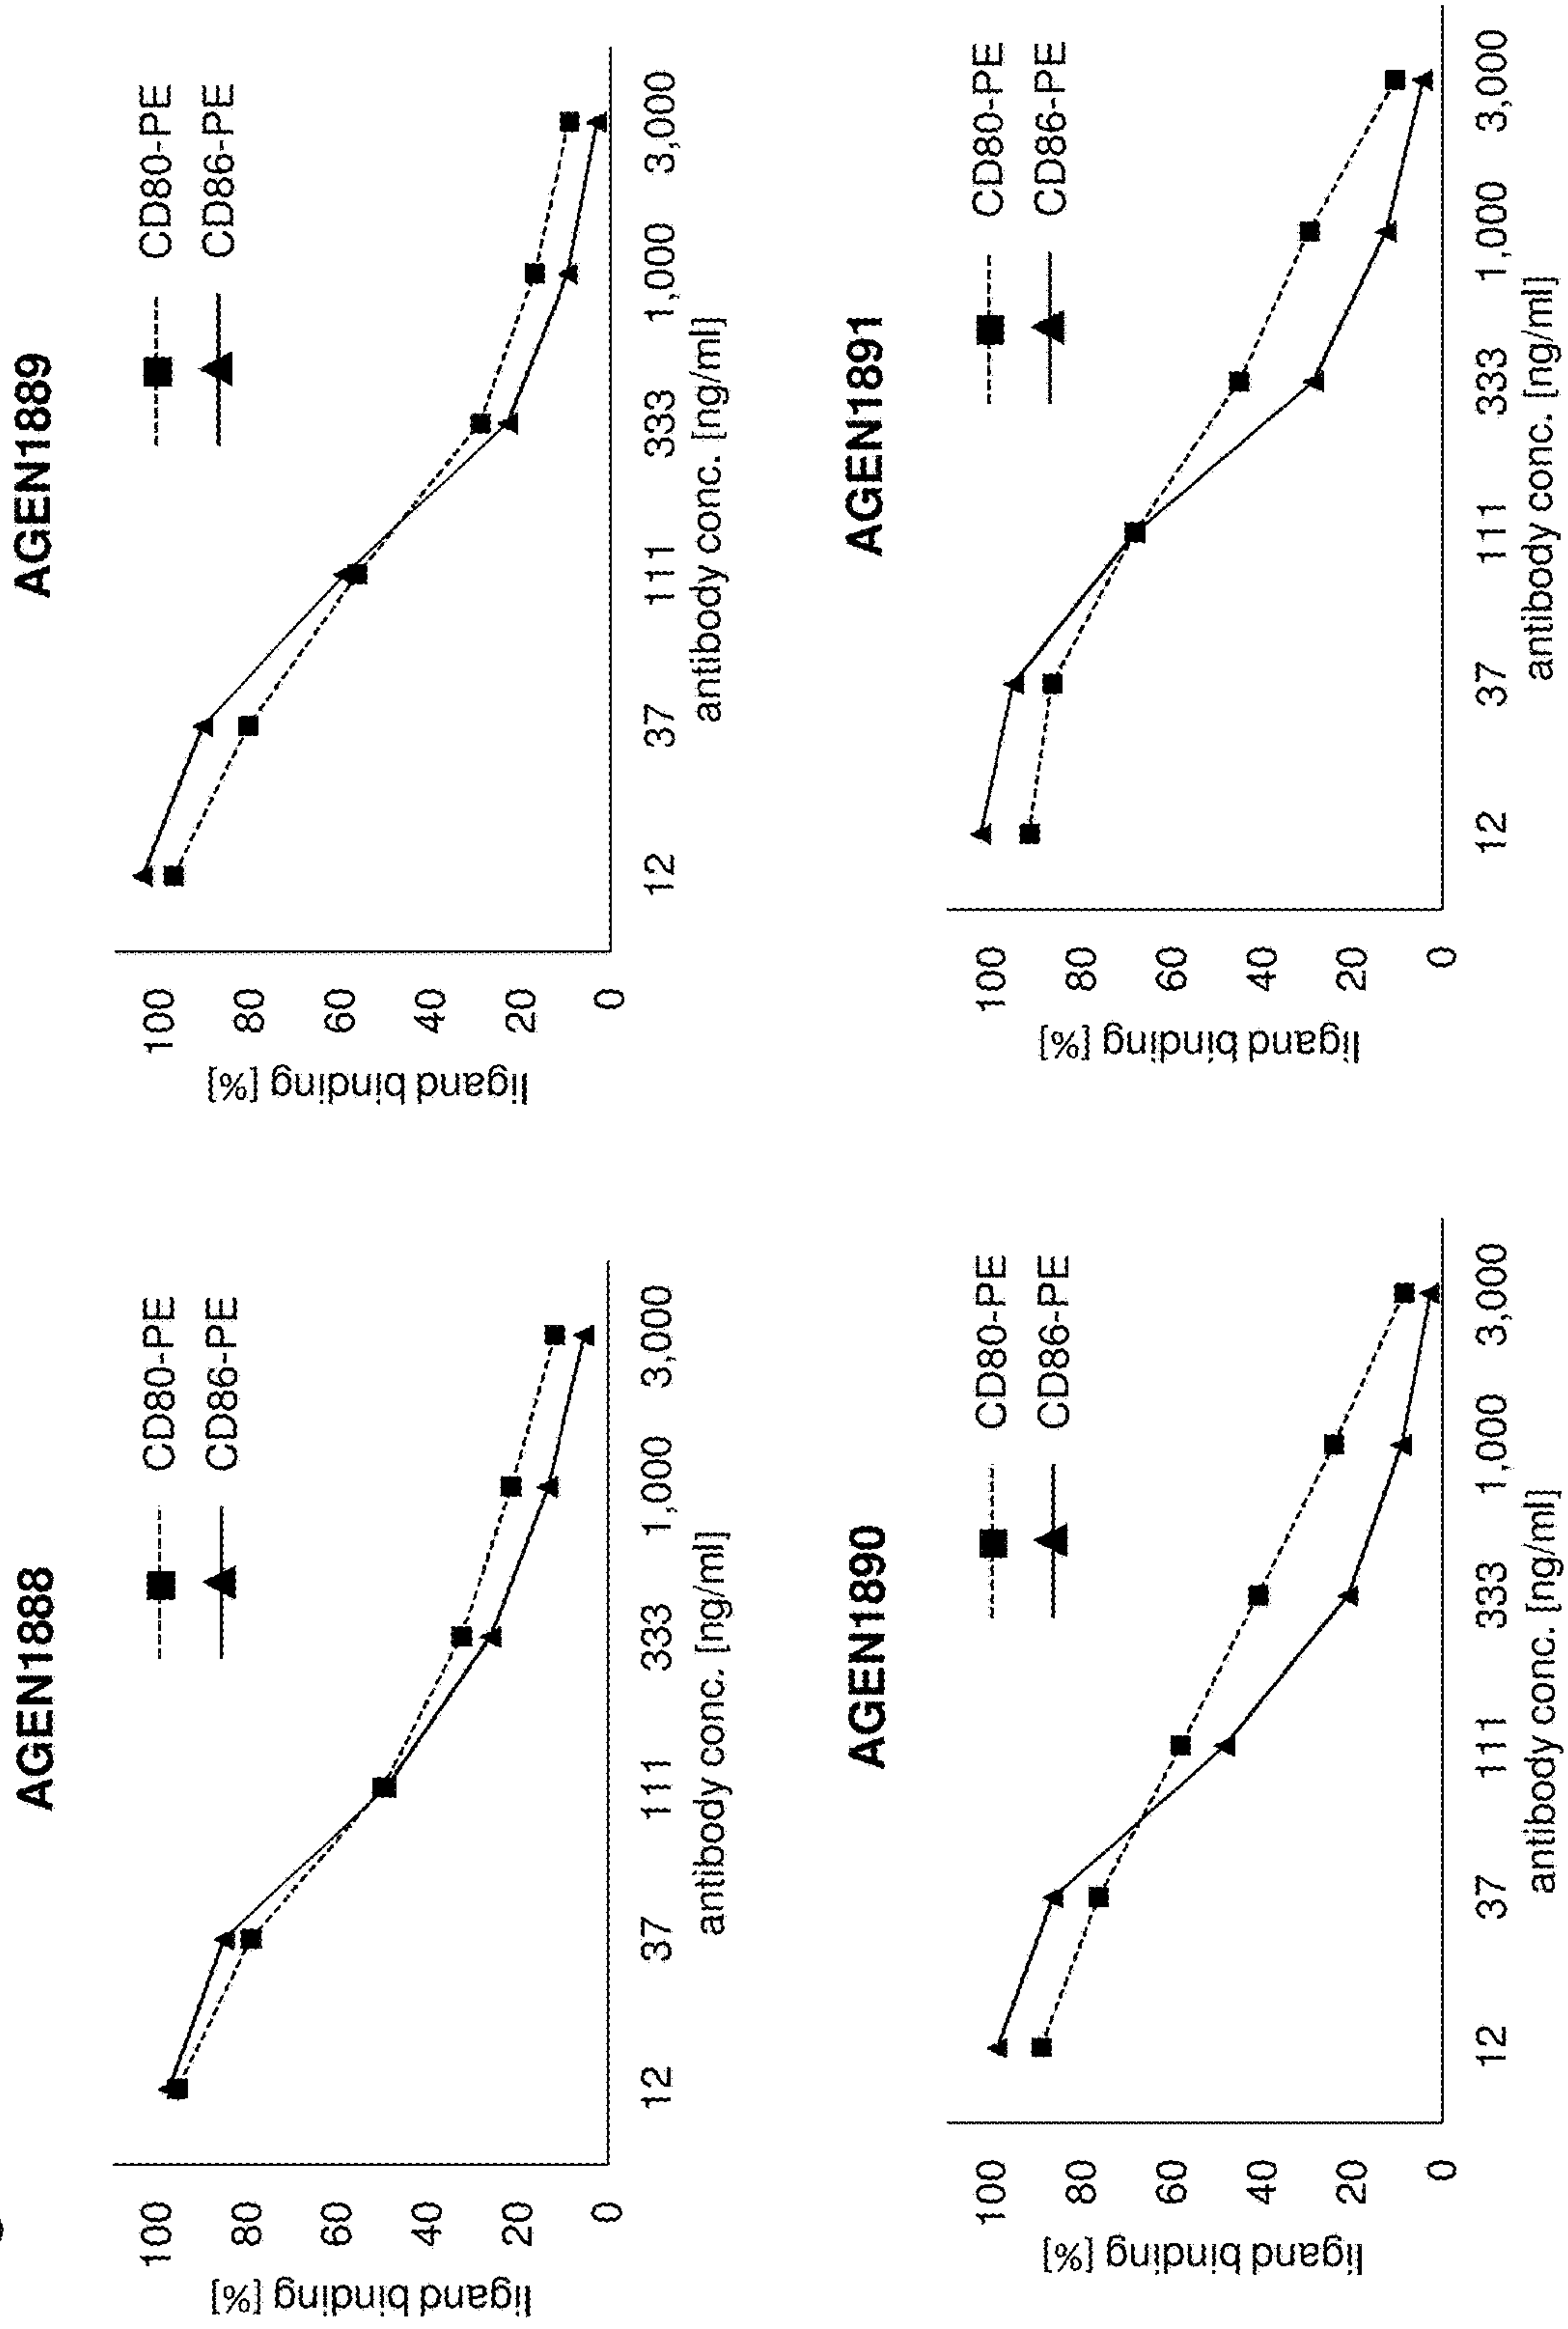 AGEN1888
CD80-PE
CD86-PE
ligand binding [%]
100
80
60
40
20
0
12 37 111 333 1,000 3,000
antibody conc. [ng/ml]
AGEN1889
CD80-PE
CD86-PE
ligand binding [%]
100
80
60
40
20
0
12 37 111 333 1,000 3,000
antibody conc. [ng/ml]
AGEN1890
CD80-PE
CD86-PE
ligand binding [%]
100
80
60
40
20
0
12 37 111 333 1,000 3,000
antibody conc. [ng/ml]
AGEN1891
CD80-PE
CD86-PE
ligand binding [%]
100
80
60
40
20
0
12 37 111 333 1,000 3,000
antibody conc. [ng/ml]